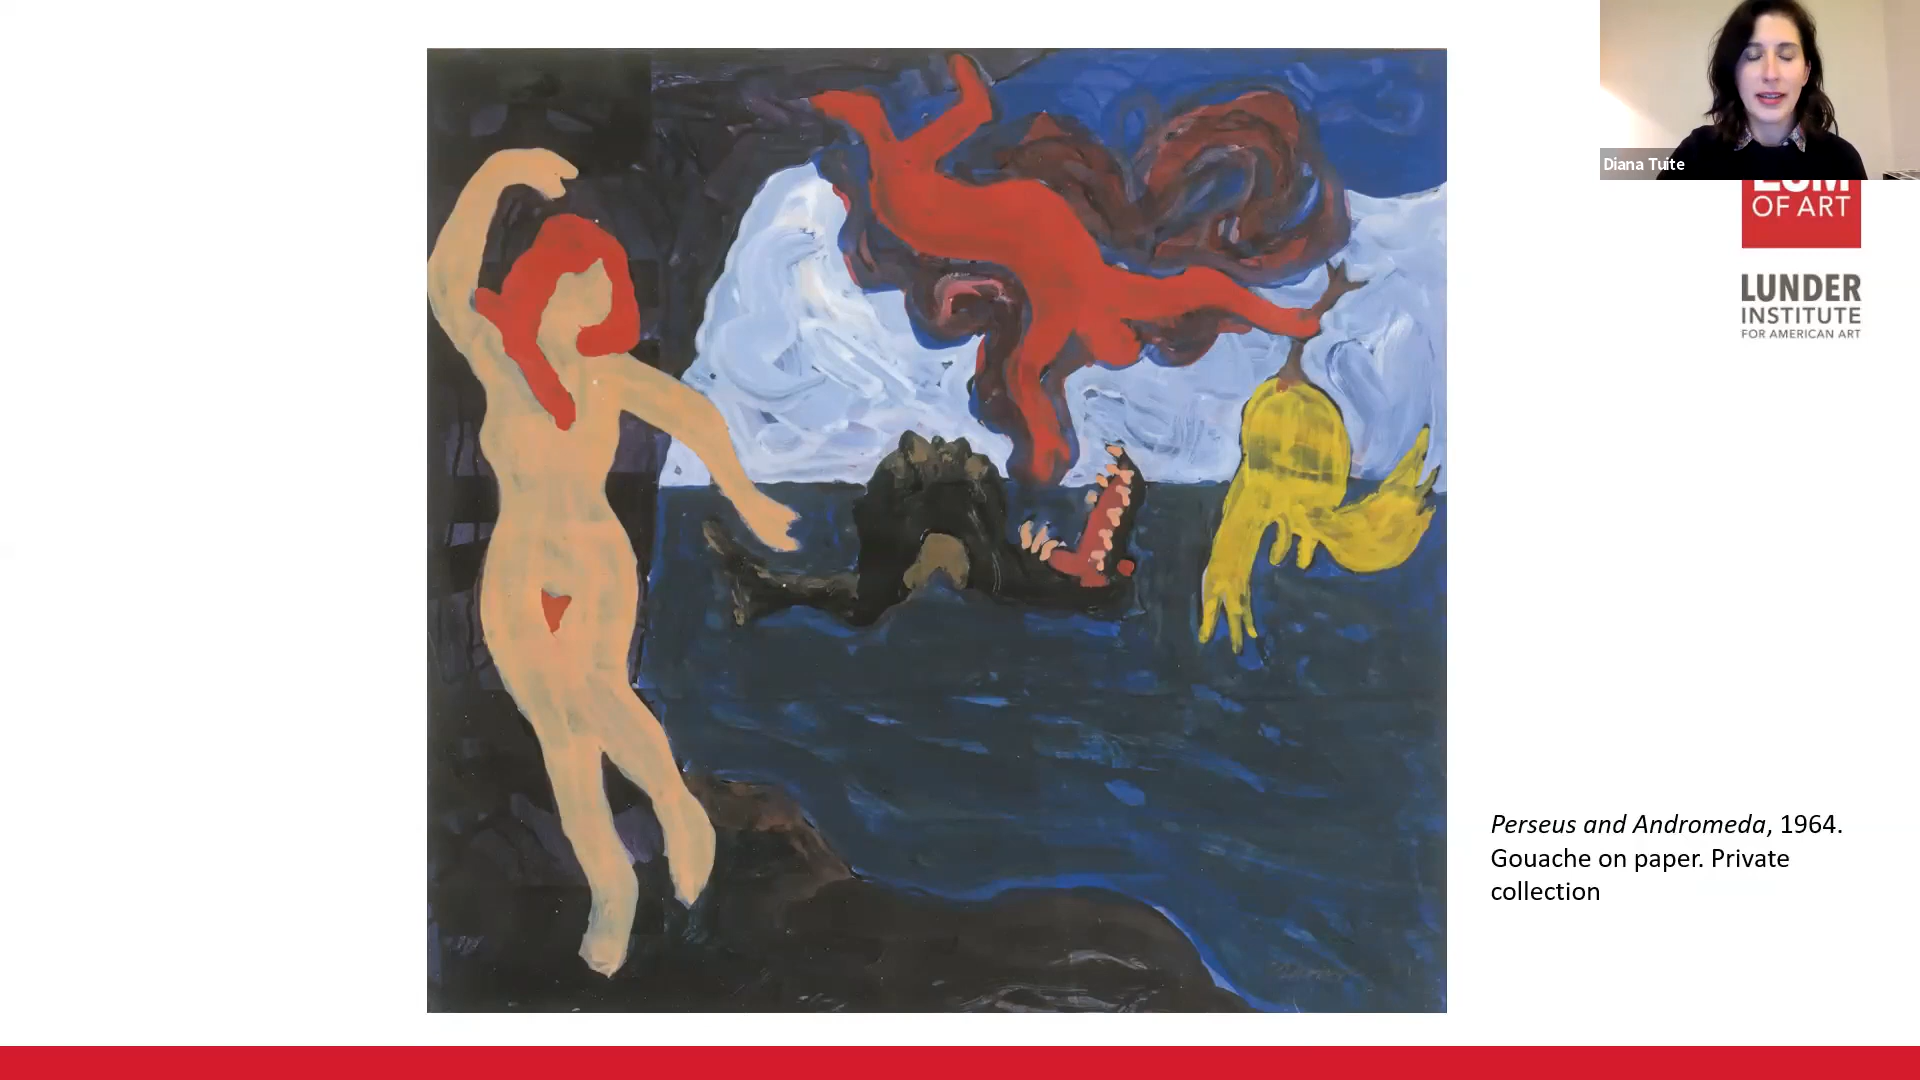 Diana Tuite
OF ART
LUNDER
INSTITUTE
FOR AMERICAN ART
Perseus and Andromeda, 1964.
Gouache on paper. Private
collection